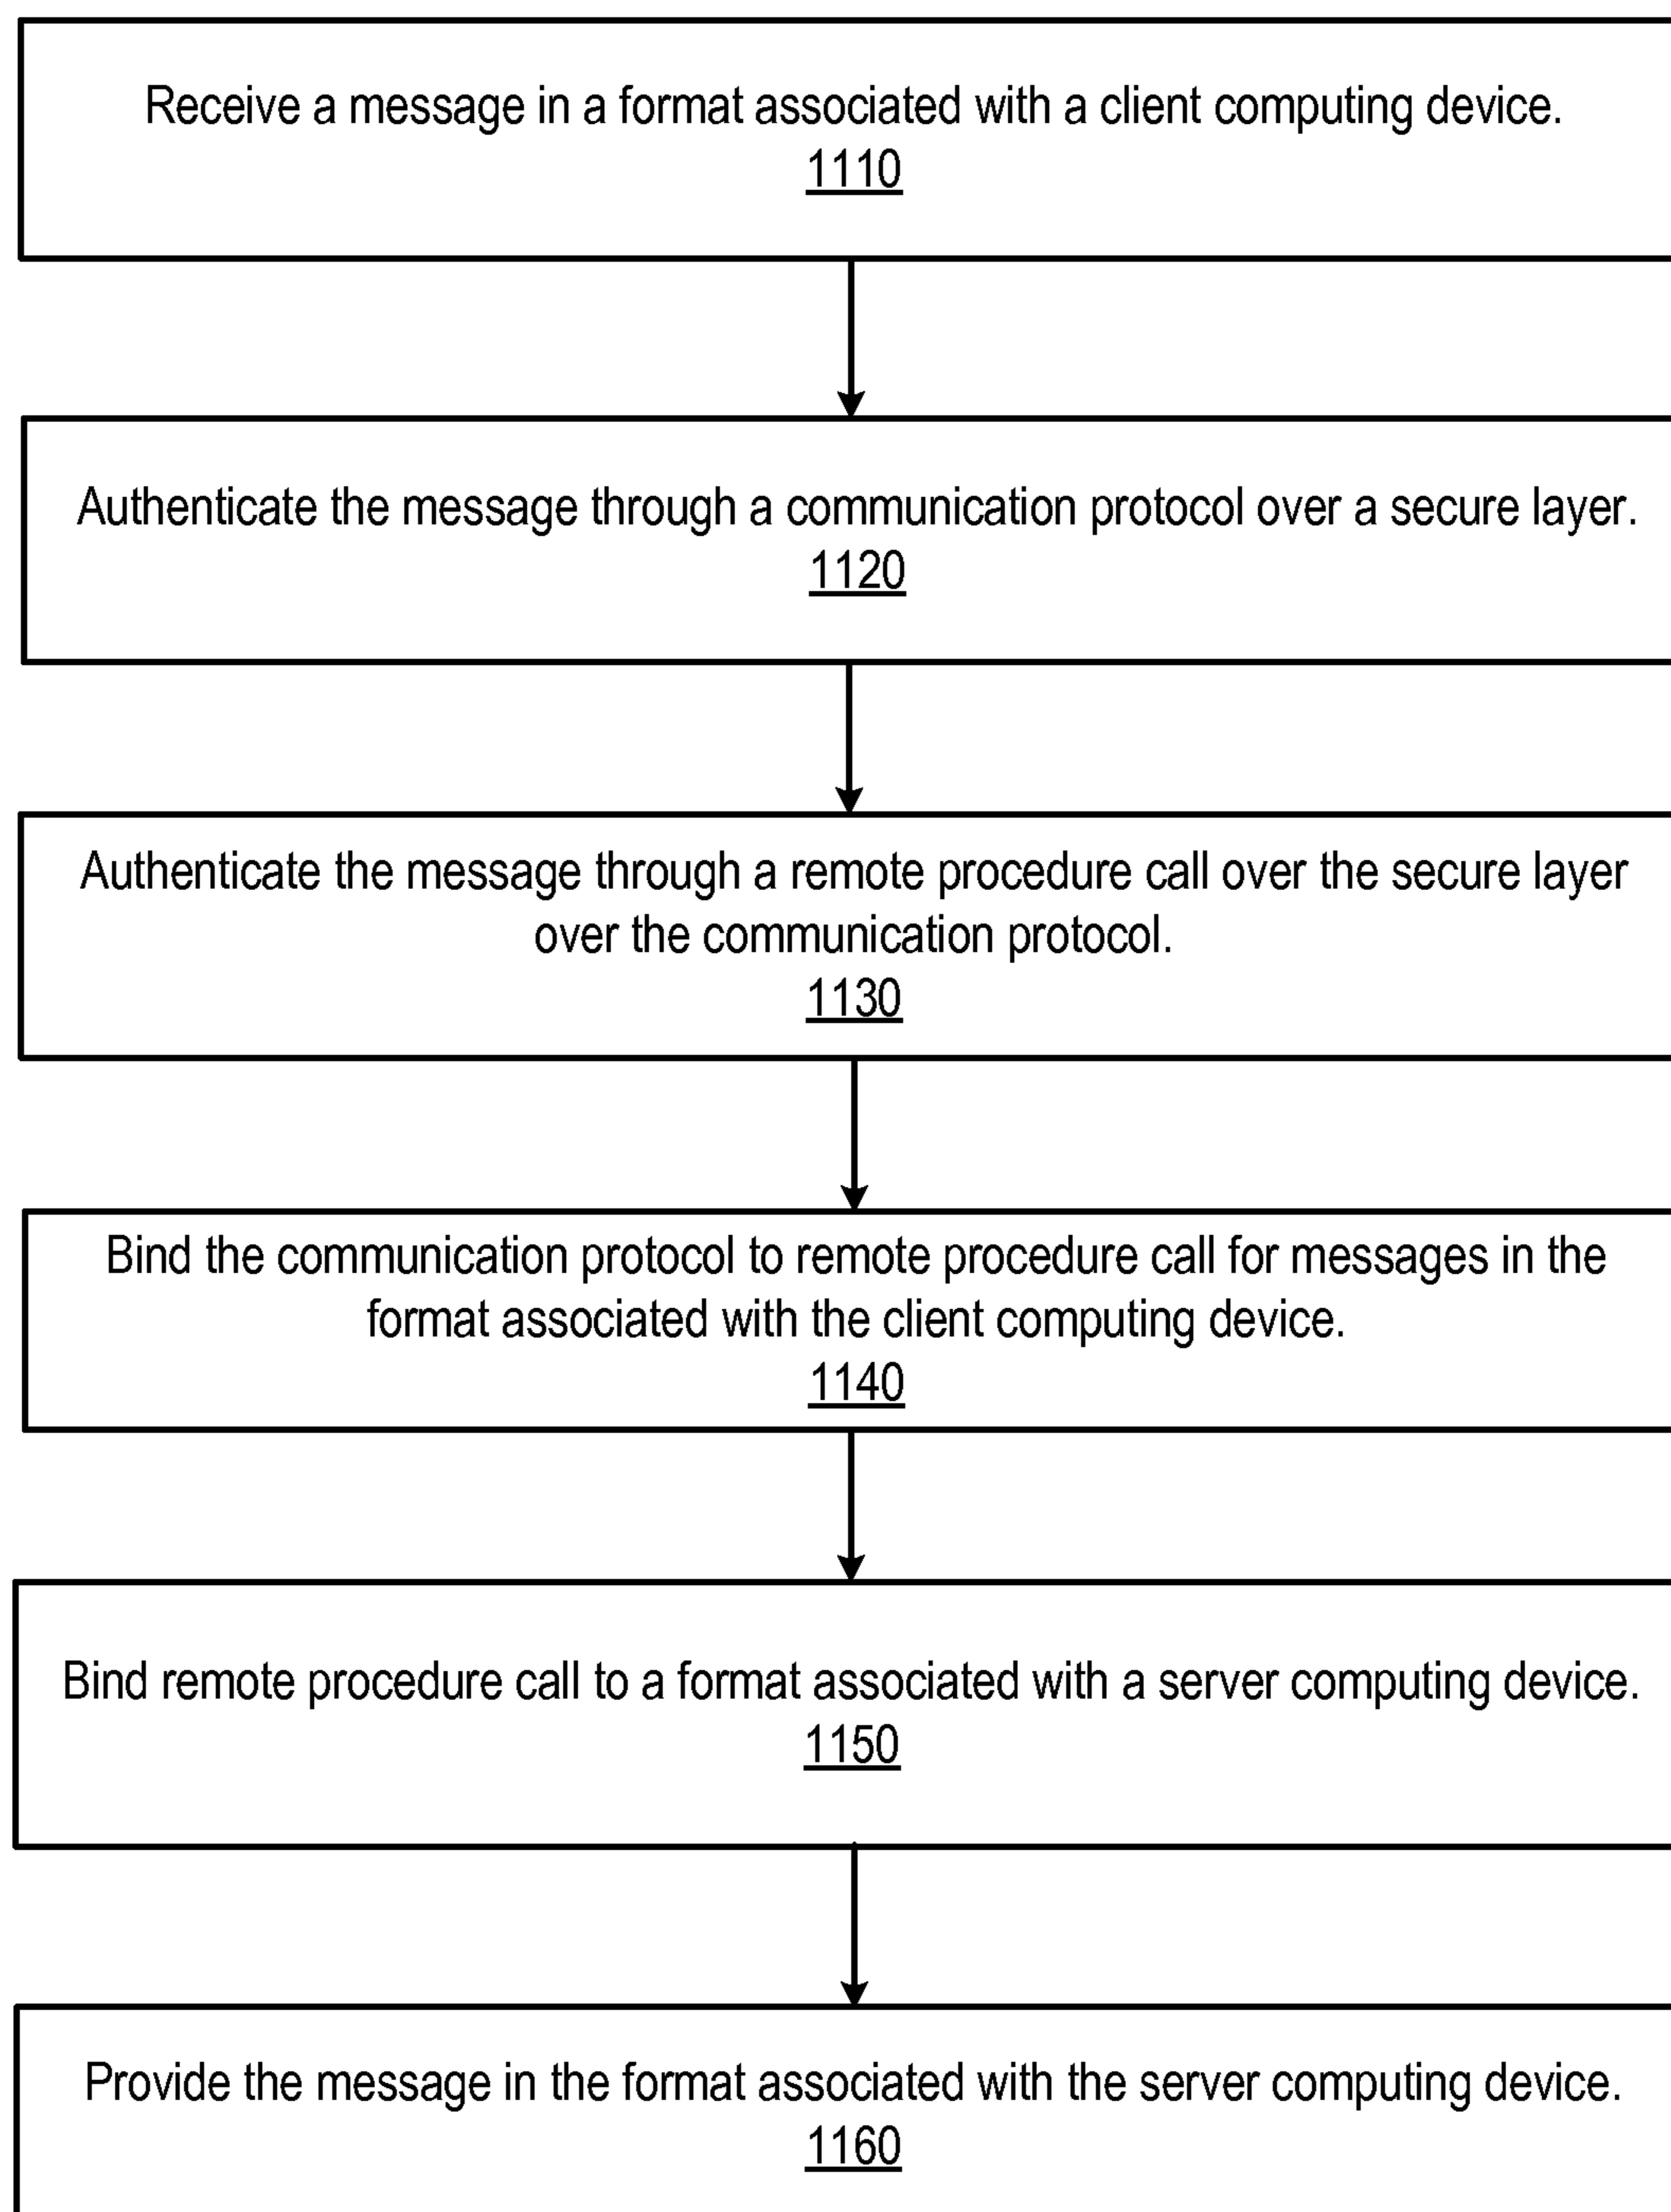 Receive a message in a format associated with a client computing device.
1110
Authenticate the message through a communication protocol over a secure layer.
1120
Authenticate the message through a remote procedure call over the secure layer
over the communication protocol.
1130
Bind the communication protocol to remote procedure call for messages in the
format associated with the client computing device.
1140
Bind remote procedure call to a format associated with a server computing device.
1150
Provide the message in the format associated with the server computing device.
1160